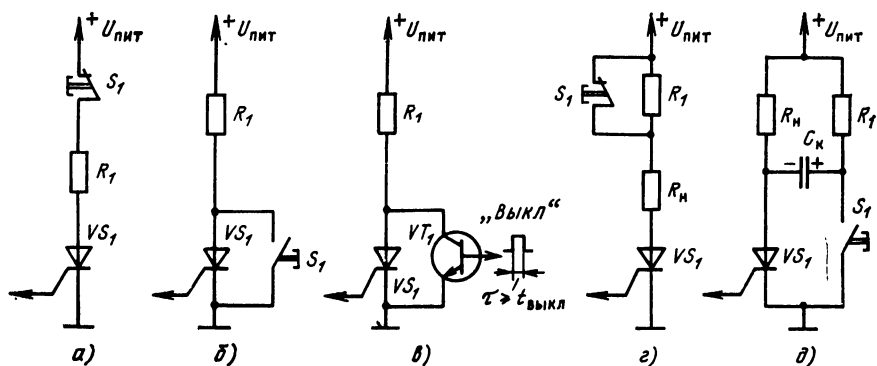 + Uпит
S1
R1
VS1
а)
+ Uпит
R1
VS1
S1
б)
+ Uпит
R1
„Выкл“
VT1
VS1
τ ⩾ tвыкл
в)
+ Uпит
S1
R1
Rн
VS1
г)
+ Uпит
Rн
R1
Cк
− +
S1
VS1
д)